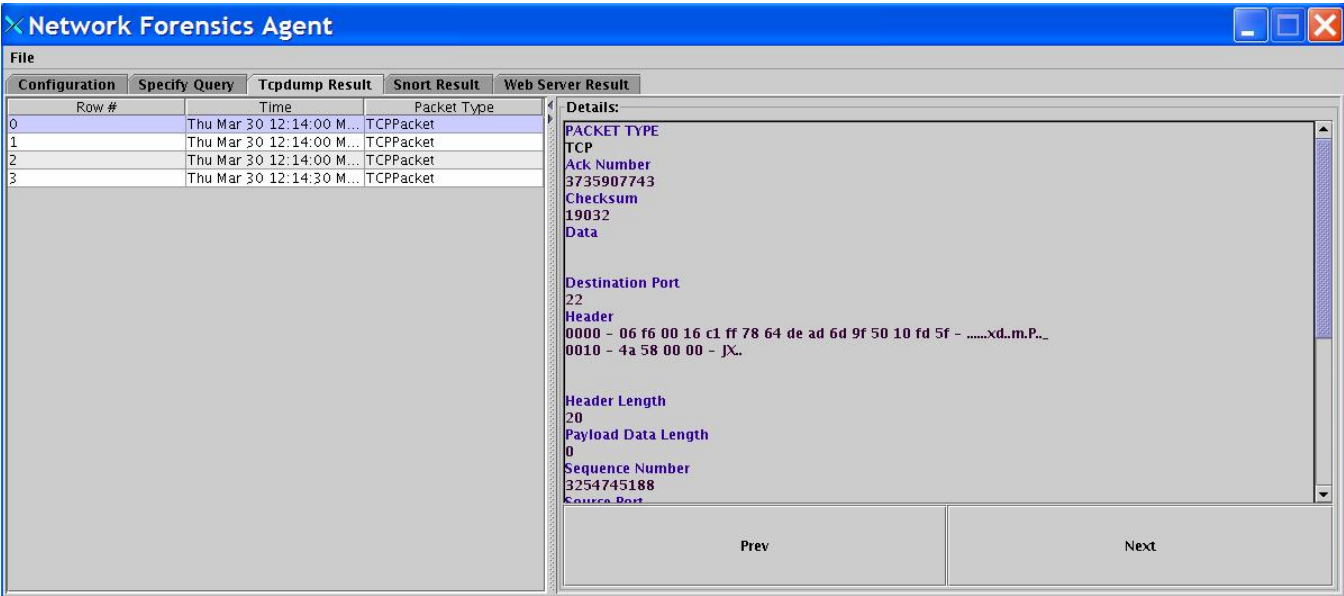 Network Forensics Agent
File
Configuration Specify Query Tcpdump Result Snort Result Web Server Result
Row # Time Packet Type
0 Thu Mar 30 12:14:00 M... TCPPacket
1 Thu Mar 30 12:14:00 M... TCPPacket
2 Thu Mar 30 12:14:00 M... TCPPacket
3 Thu Mar 30 12:14:30 M... TCPPacket
Details:
PACKET TYPE
TCP
Ack Number
3735907743
Checksum
19032
Data
Destination Port
22
Header
0000 - 06 f6 00 16 c1 ff 78 64 de ad 6d 9f 50 10 fd 5f - ......xd..m.P.._
0010 - 4a 58 00 00 - JX..
Header Length
20
Payload Data Length
0
Sequence Number
3254745188
Source Port
Prev Next